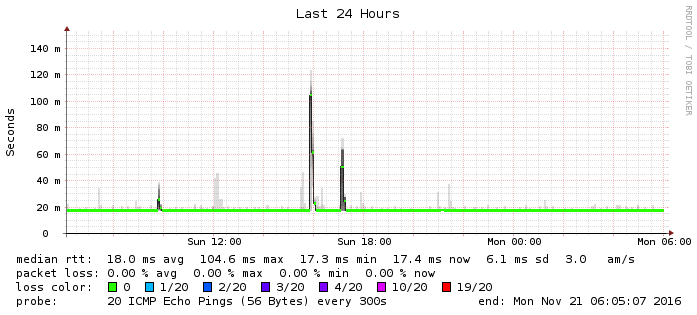 Last 24 Hours
RRDTOOL / TOBI OETIKER
Seconds
140 m
120 m
100 m
80 m
60 m
40 m
20 m
0
Sun 12:00 Sun 18:00 Mon 00:00 Mon 06:00
median rtt: 18.0 ms avg 104.6 ms max 17.3 ms min 17.4 ms now 6.1 ms sd 3.0 am/s
packet loss: 0.00 % avg 0.00 % max 0.00 % min 0.00 % now
loss color: 0 1/20 2/20 3/20 4/20 10/20 19/20
probe: 20 ICMP Echo Pings (56 Bytes) every 300s end: Mon Nov 21 06:05:07 2016